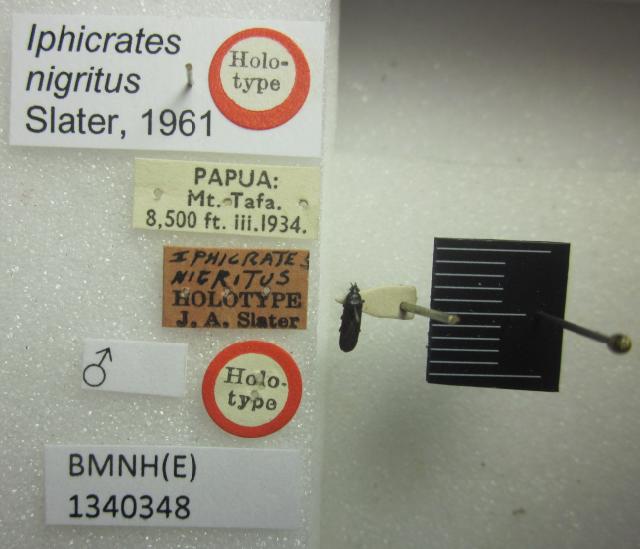 Iphicrates
nigritus
Slater, 1961
Holo-
type
PAPUA:
Mt. Tafa.
8,500 ft. iii.1934.
IPHICRATES
NIGRITUS
HOLOTYPE
J. A. Slater
♂
Holo-
type
BMNH(E)
1340348